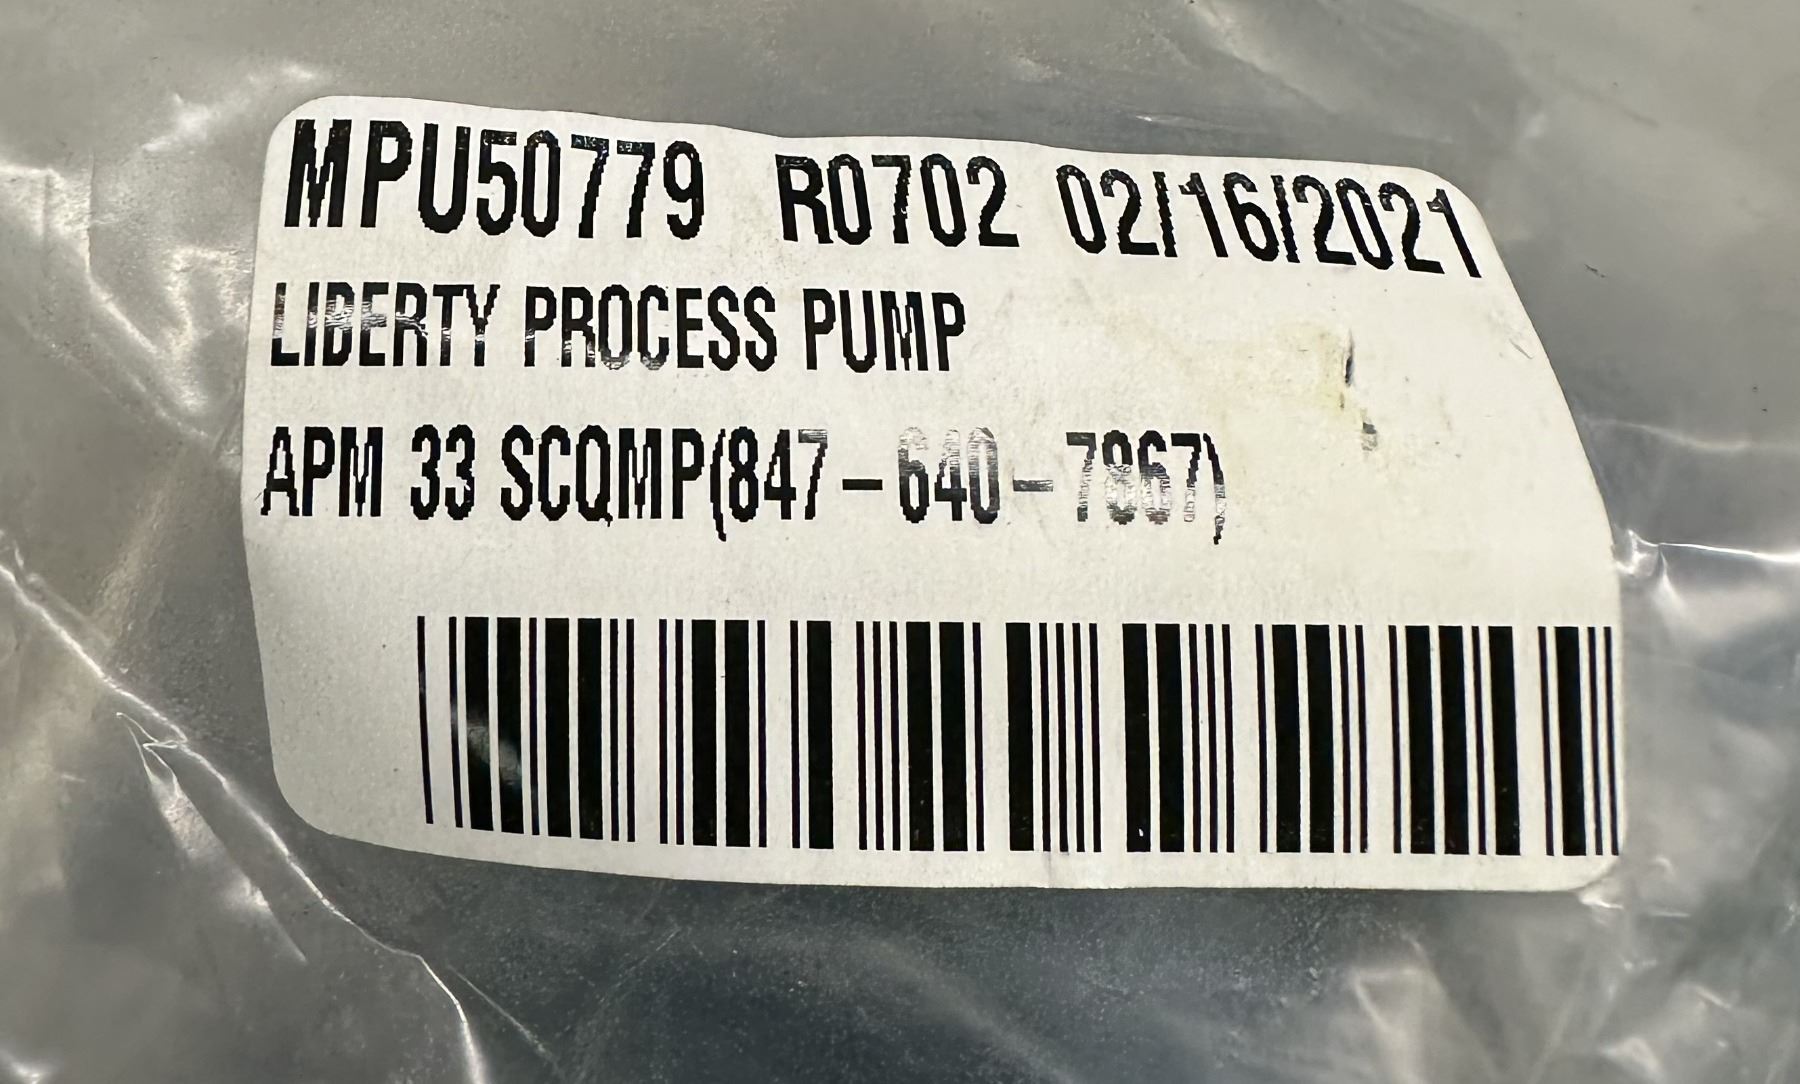 MPU50779 R0702 02/16/2021
LIBERTY PROCESS PUMP
APM 33 SCQMP(847-640-7867)